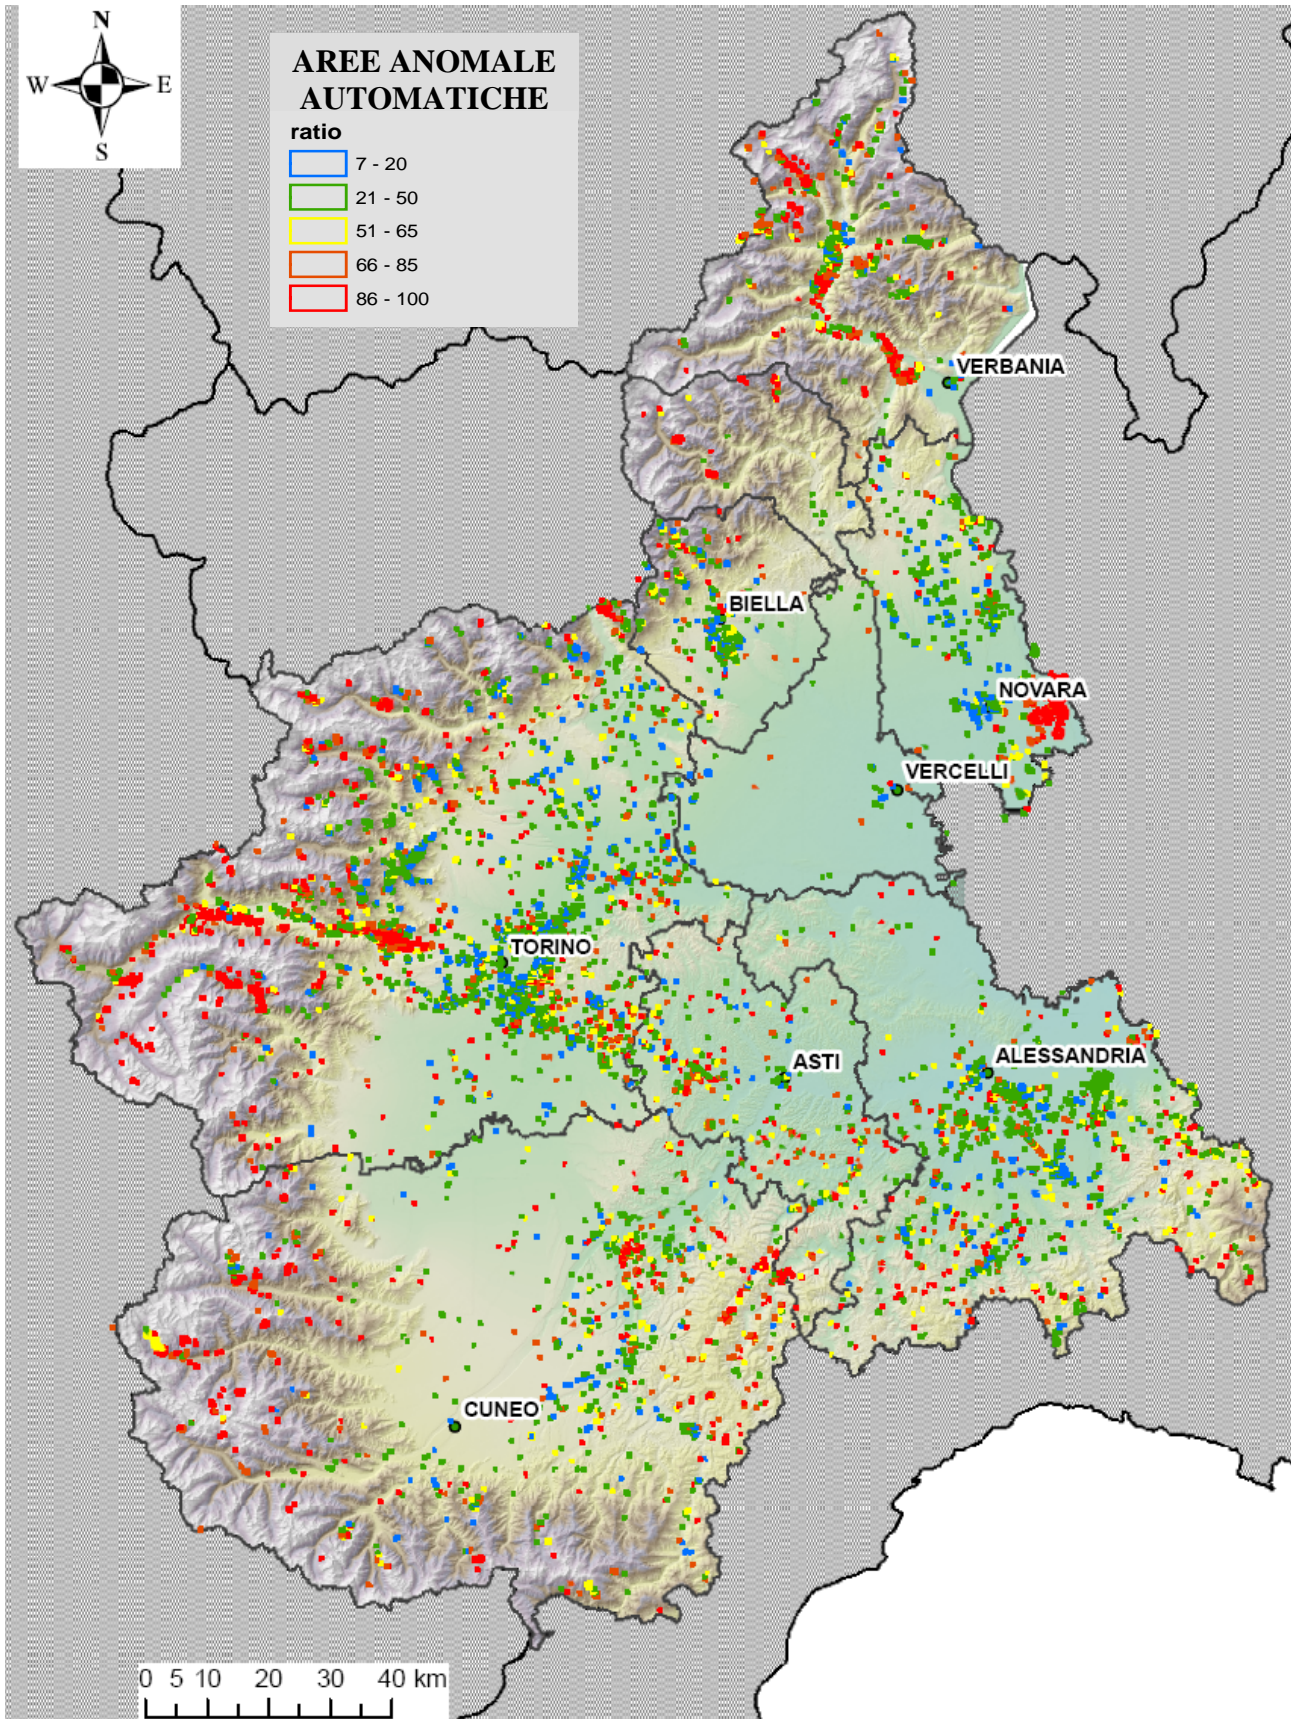 N
W E
S
AREE ANOMALE
AUTOMATICHE
ratio
7 - 20
21 - 50
51 - 65
66 - 85
86 - 100
VERBANIA
BIELLA
NOVARA
VERCELLI
TORINO
ASTI
ALESSANDRIA
CUNEO
0 5 10 20 30 40 km